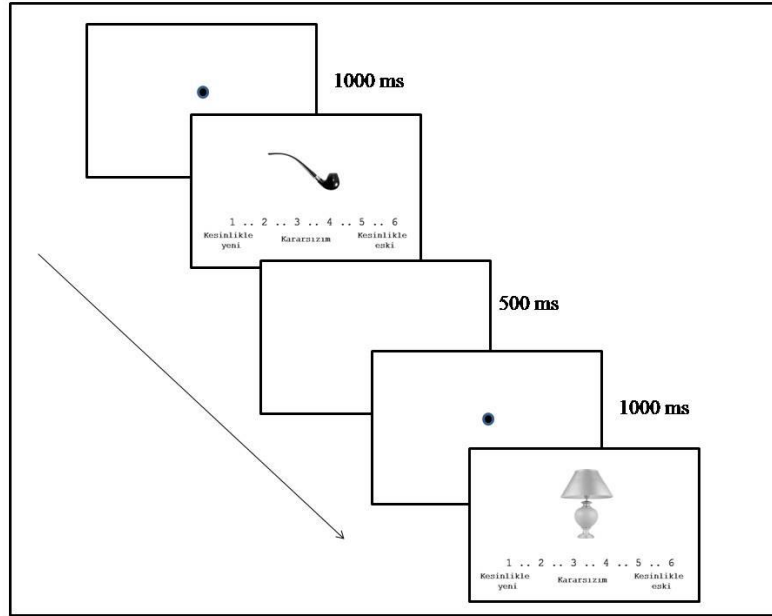 1000 ms
1 .. 2 .. 3 .. 4 .. 5 .. 6
Kesinlikle yeni
Kararsızım
Kesinlikle eski
500 ms
1000 ms
1 .. 2 .. 3 .. 4 .. 5 .. 6
Kesinlikle yeni
Kararsızım
Kesinlikle eski